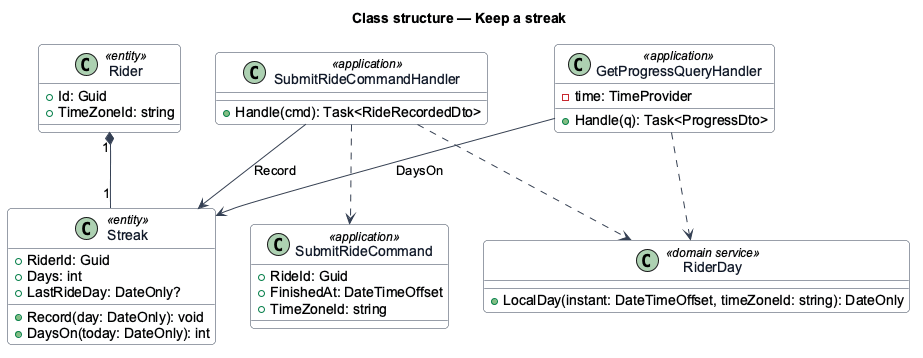 Class structure — Keep a streak
C «entity»
Rider
Id: Guid
TimeZoneId: string
C «application»
SubmitRideCommandHandler
Handle(cmd): Task<RideRecordedDto>
C «application»
GetProgressQueryHandler
time: TimeProvider
Handle(q): Task<ProgressDto>
1
1
Record
DaysOn
C «entity»
Streak
RiderId: Guid
Days: int
LastRideDay: DateOnly?
Record(day: DateOnly): void
DaysOn(today: DateOnly): int
C «application»
SubmitRideCommand
RideId: Guid
FinishedAt: DateTimeOffset
TimeZoneId: string
C «domain service»
RiderDay
LocalDay(instant: DateTimeOffset, timeZoneId: string): DateOnly